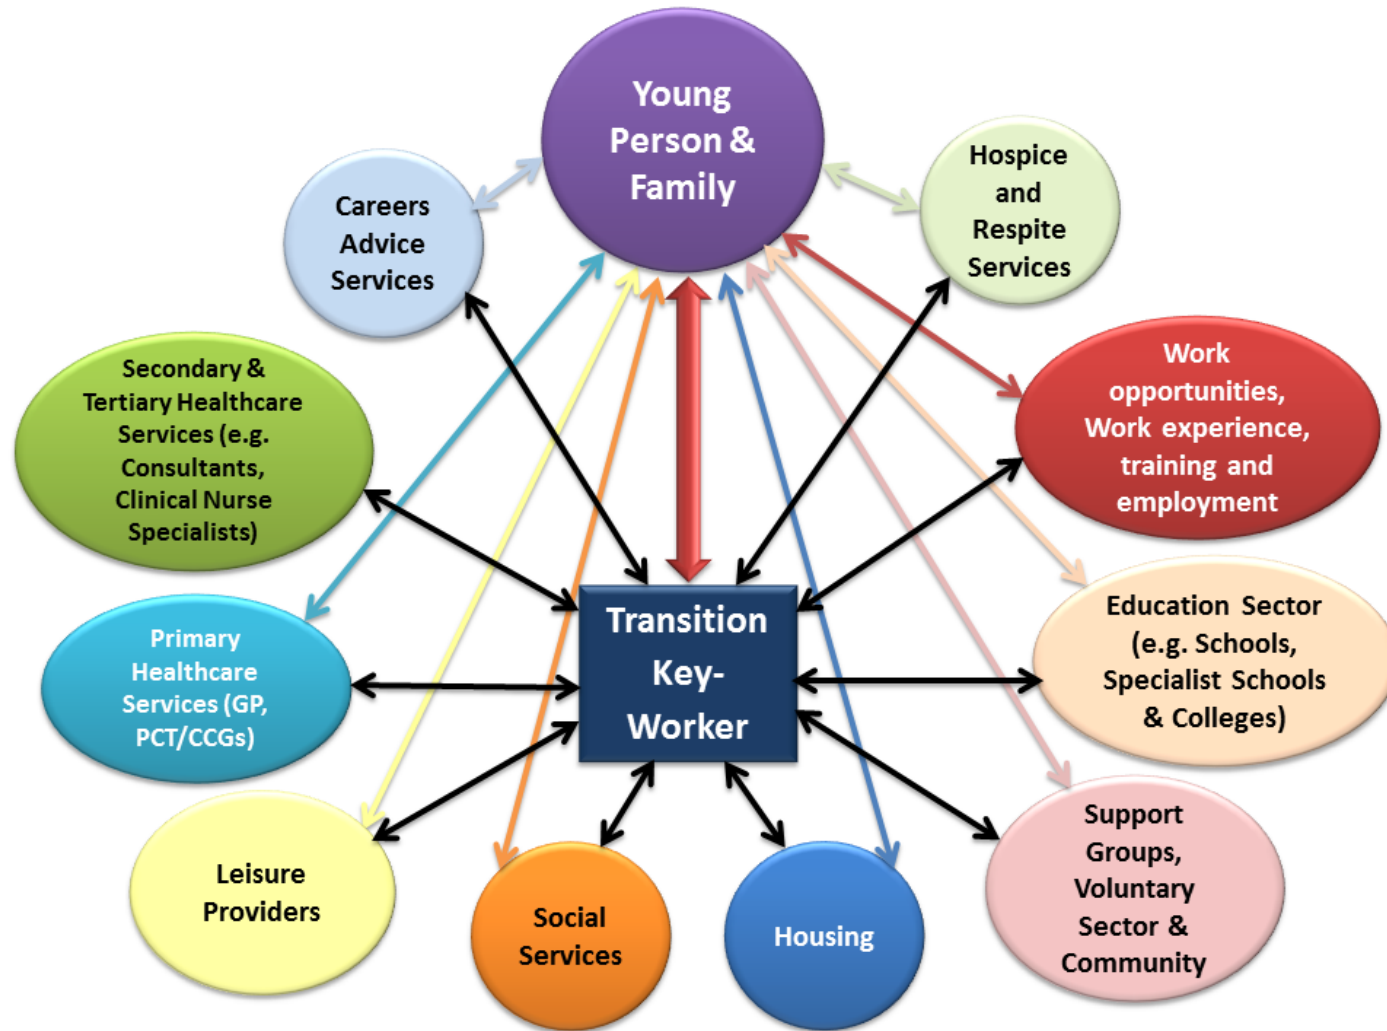 Young
Person &
Family
Careers
Advice
Services
Hospice
and
Respite
Services
Secondary &
Tertiary Healthcare
Services (e.g.
Consultants,
Clinical Nurse
Specialists)
Work
opportunities,
Work experience,
training and
employment
Primary
Healthcare
Services (GP,
PCT/CCGs)
Transition
Key-
Worker
Education Sector
(e.g. Schools,
Specialist Schools
& Colleges)
Leisure
Providers
Social
Services
Housing
Support
Groups,
Voluntary
Sector &
Community